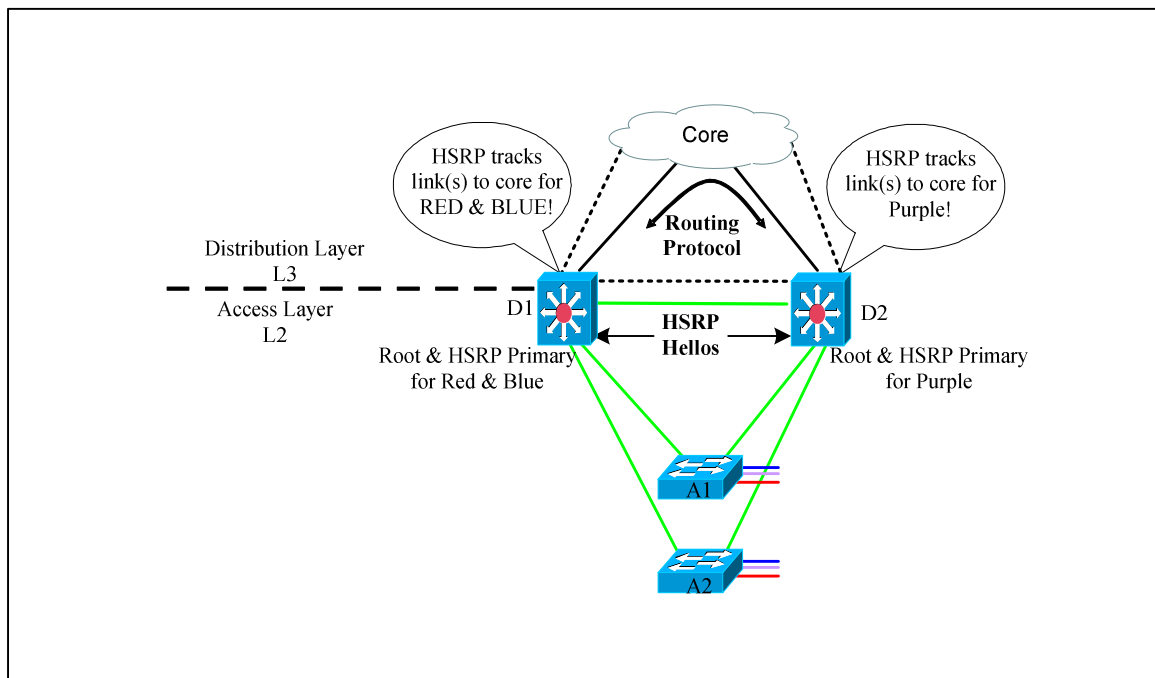 Core
HSRP tracks
link(s) to core for
RED & BLUE!
HSRP tracks
link(s) to core for
Purple!
Routing
Protocol
Distribution Layer
L3
Access Layer
L2
D1
D2
HSRP
Hellos
Root & HSRP Primary
for Red & Blue
Root & HSRP Primary
for Purple
A1
A2